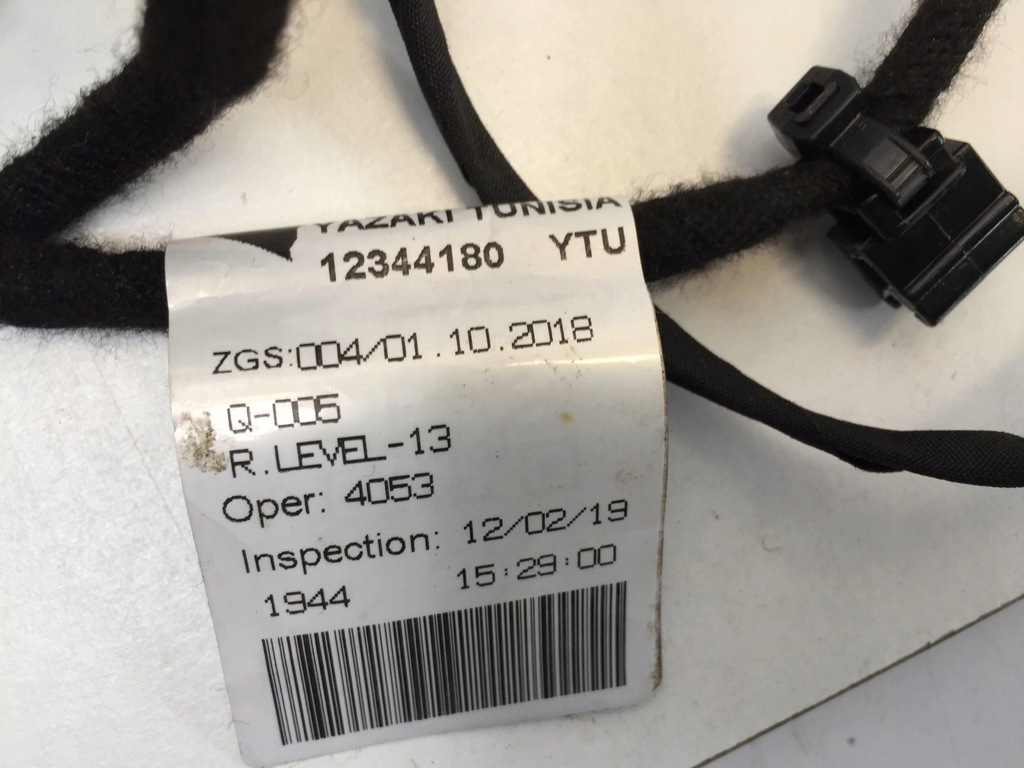 YAZAKI TUNISIA
12344180 YTU
ZGS:004/01.10.2018
Q-005
R.LEVEL-13
Oper: 4053
Inspection: 12/02/19
1944 15:29:00